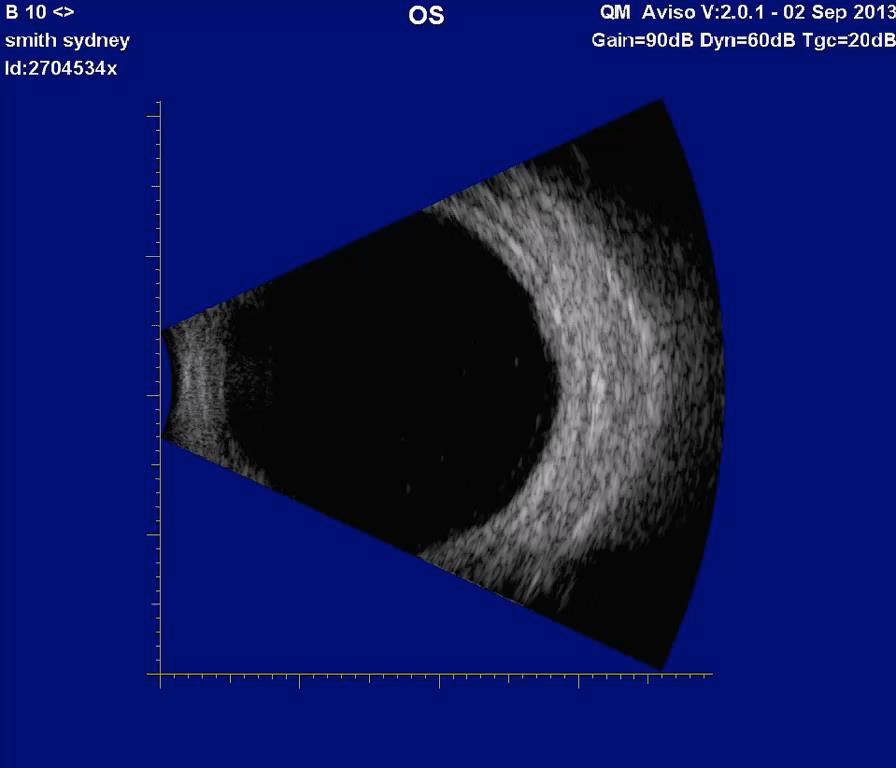 B 10 <>
OS
QM Aviso V:2.0.1 - 02 Sep 2013
smith sydney
Gain=90dB Dyn=60dB Tgc=20dB
Id:2704534x